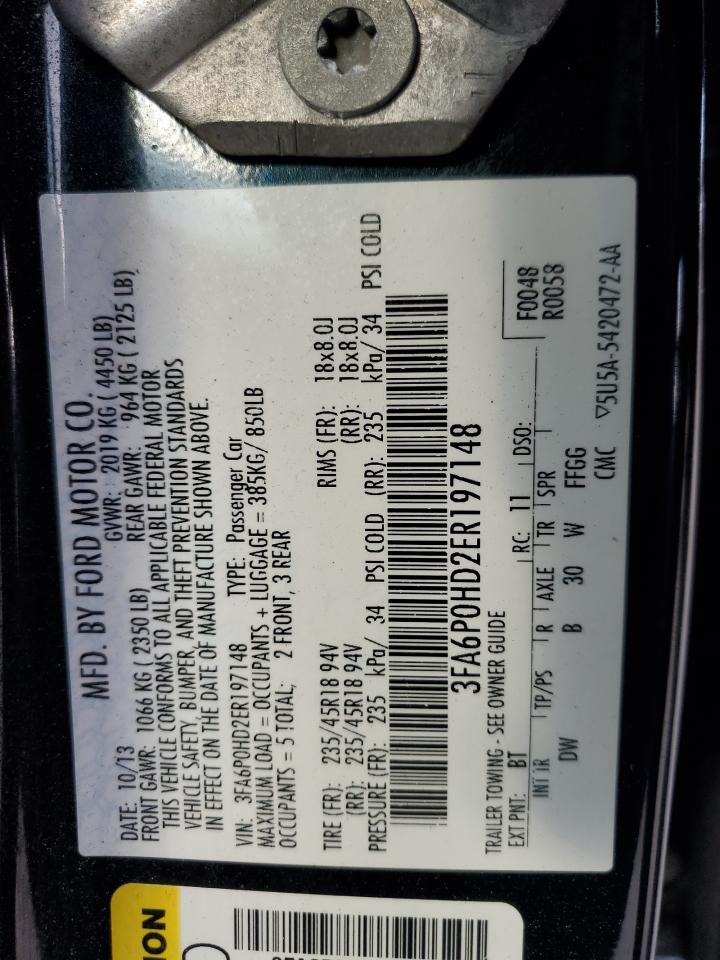 MFD. BY FORD MOTOR CO.
DATE: 10/13 GVWR: 2019 KG ( 4450 LB)
FRONT GAWR: 1066 KG ( 2350 LB) REAR GAWR: 964 KG ( 2125 LB)
THIS VEHICLE CONFORMS TO ALL APPLICABLE FEDERAL MOTOR
VEHICLE SAFETY, BUMPER, AND THEFT PREVENTION STANDARDS
IN EFFECT ON THE DATE OF MANUFACTURE SHOWN ABOVE.
VIN: 3FA6P0HD2ER197148 TYPE: Passenger Car
MAXIMUM LOAD = OCCUPANTS + LUGGAGE = 385KG/ 850LB
OCCUPANTS = 5 TOTAL; 2 FRONT, 3 REAR
TIRE (FR): 235/45R18 94V RIMS (FR): 18x8.0J
(RR): 235/45R18 94V (RR): 18x8.0J
PRESSURE (FR): 235 kPa/ 34 PSI COLD (RR): 235 kPa/ 34 PSI COLD
3FA6P0HD2ER197148
TRAILER TOWING - SEE OWNER GUIDE
EXT PNT: BT RC: 11 DSO: F0048
INT TR TP/PS R AXLE TR SPR R0058
DW B 30 W FFGG
CMC ▽5U5A-5420472-AA